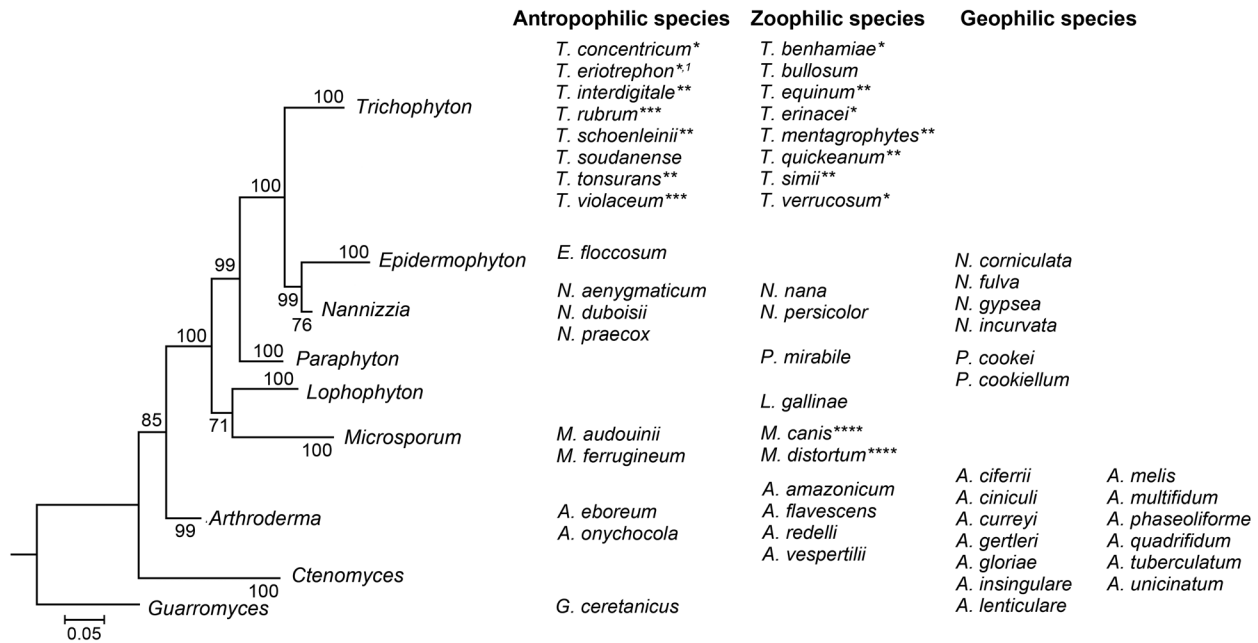 Antropophilic species
Zoophilic species
Geophilic species
100
Trichophyton
100
100
Epidermophyton
99
99
Nannizzia
76
100
100
Paraphyton
100
Lophophyton
71
Microsporum
100
85
Arthroderma
99
Ctenomyces
100
Guarromyces
0.05
T. concentricum*
T. eriotrephon*,1
T. interdigitale**
T. rubrum***
T. schoenleinii**
T. soudanense
T. tonsurans**
T. violaceum***
E. floccosum
N. aenygmaticum
N. duboisii
N. praecox
M. audouinii
M. ferrugineum
A. eboreum
A. onychocola
G. ceretanicus
T. benhamiae*
T. bullosum
T. equinum**
T. erinacei*
T. mentagrophytes**
T. quickeanum**
T. simii**
T. verrucosum*
N. nana
N. persicolor
P. mirabile
L. gallinae
M. canis****
M. distortum****
A. amazonicum
A. flavescens
A. redelli
A. vespertilii
N. corniculata
N. fulva
N. gypsea
N. incurvata
P. cookei
P. cookiellum
A. ciferrii
A. ciniculi
A. curreyi
A. gertleri
A. gloriae
A. insingulare
A. lenticulare
A. melis
A. multifidum
A. phaseoliforme
A. quadrifidum
A. tuberculatum
A. unicinatum